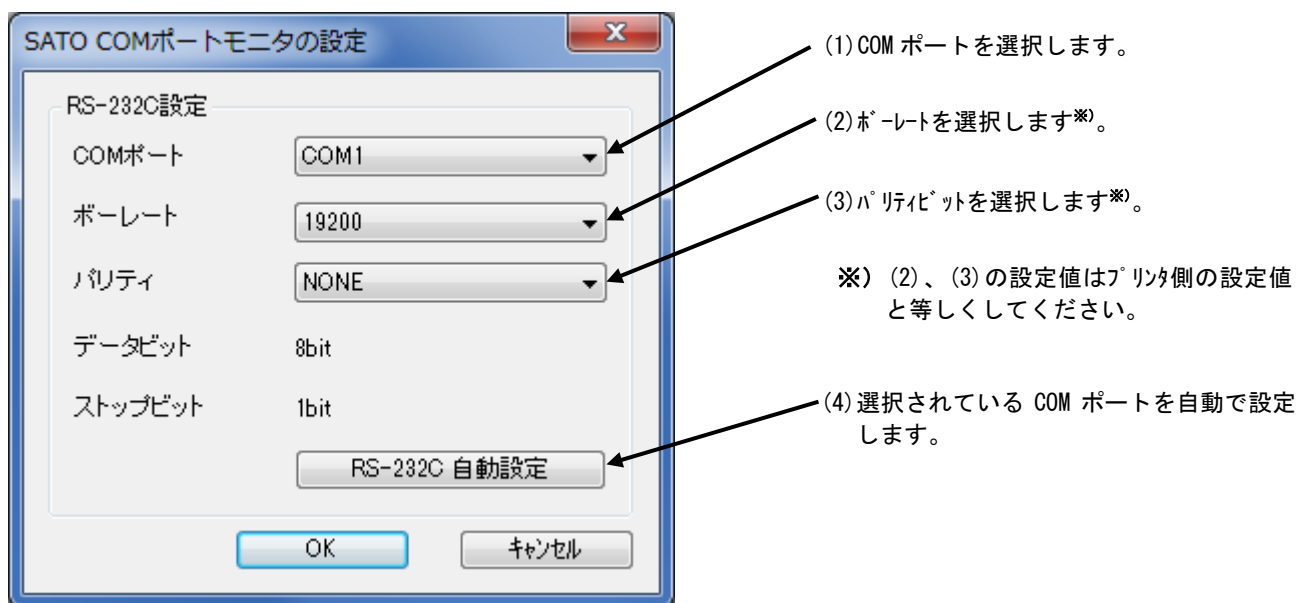 SATO COMポートモニタの設定
RS-232C設定
COMポート
COM1
ボーレート
19200
パリティ
NONE
データビット
8bit
ストップビット
1bit
RS-232C 自動設定
OK
キャンセル
(1)COM ポートを選択します。
(2)ﾎﾞｰﾚｰﾄを選択します※)。
(3)ﾊﾟﾘﾃｨﾋﾞｯﾄを選択します※)。
※) (2)、(3)の設定値はﾌﾟﾘﾝﾀ側の設定値
と等しくしてください。
(4)選択されている COM ポートを自動で設定
します。